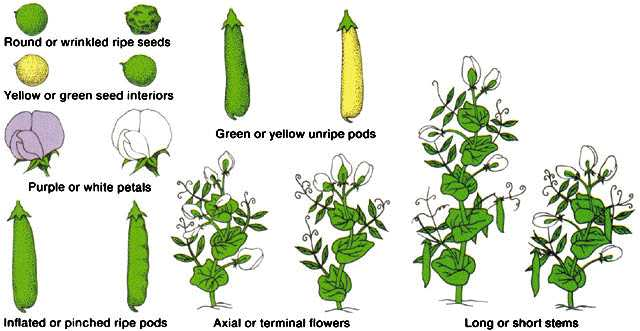 Round or wrinkled ripe seeds
Yellow or green seed interiors
Purple or white petals
Inflated or pinched ripe pods
Green or yellow unripe pods
Axial or terminal flowers
Long or short stems